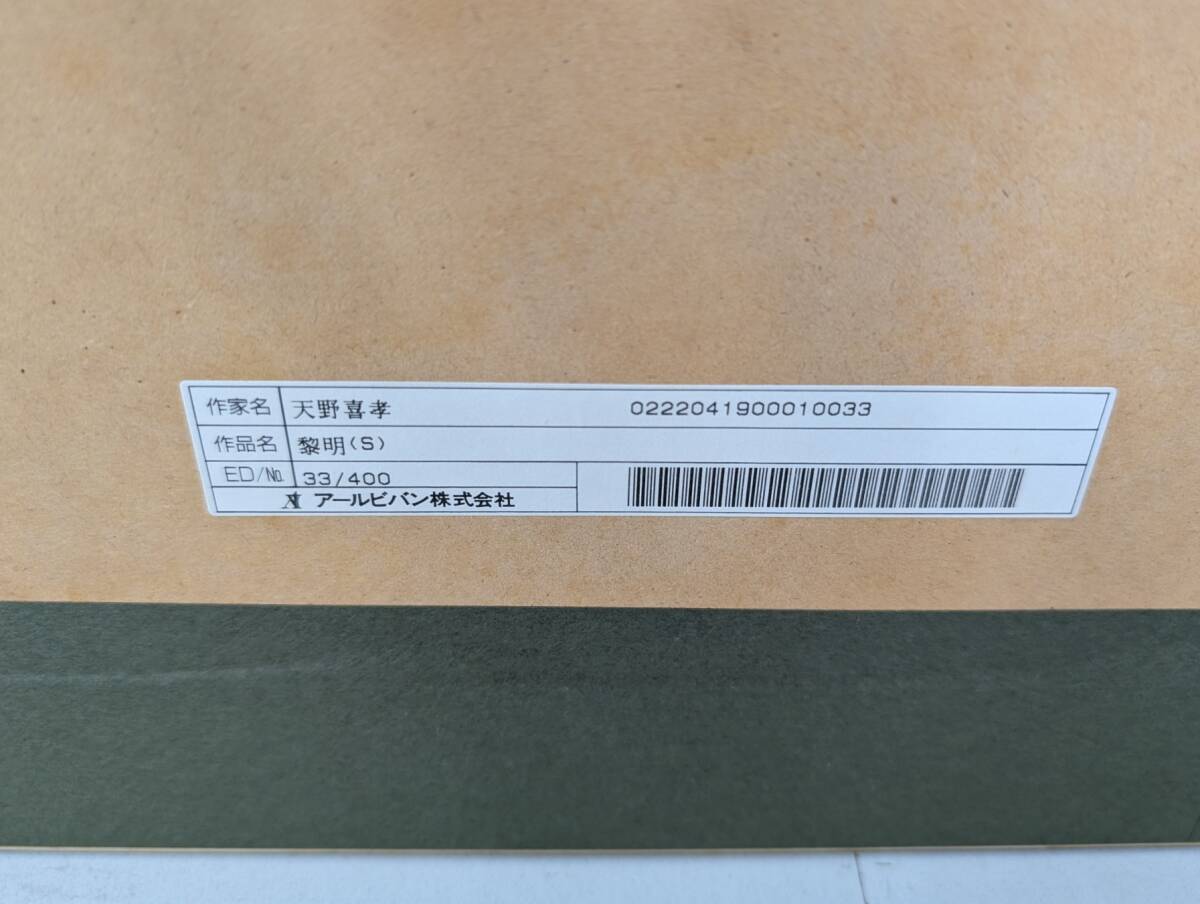 作家名 天野喜孝 0222041900010033
作品名 黎明(S)
ED/№ 33/400
アールビバン株式会社